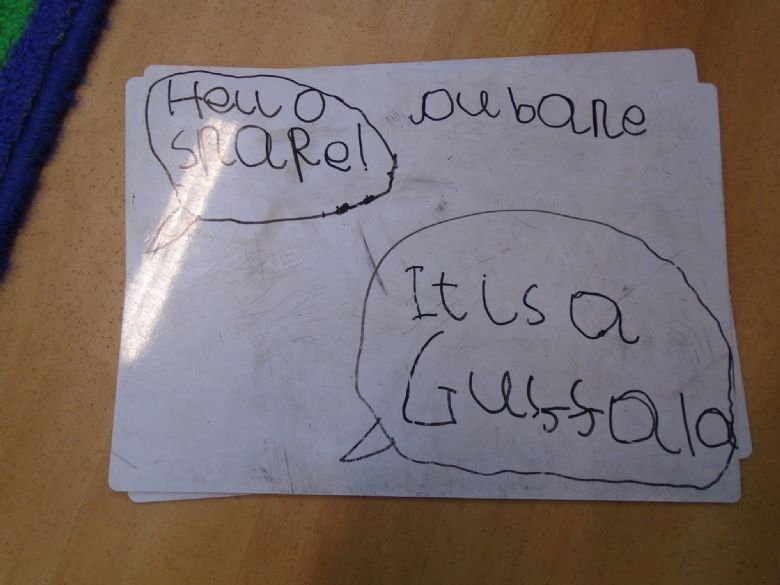 Hello
snake!
oubane
It is a
Guffala